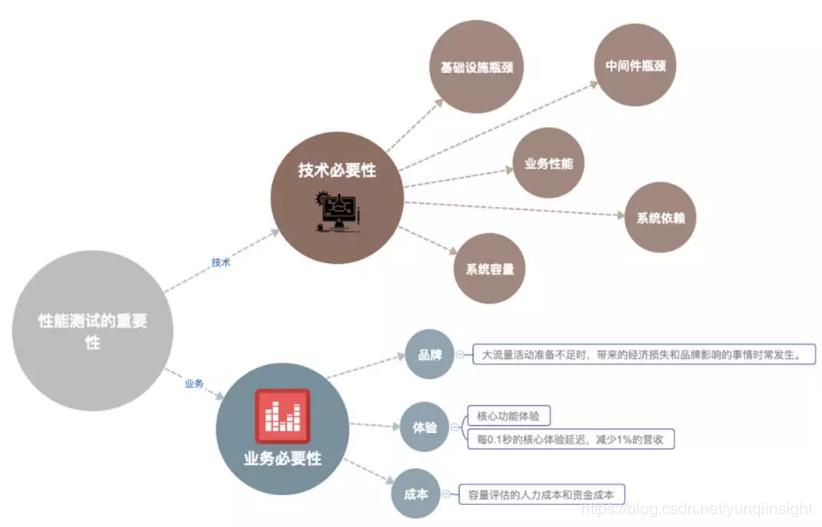 性能测试的重要
性
技术
技术必要性
基础设施瓶颈
中间件瓶颈
业务性能
系统依赖
系统容量
业务
业务必要性
品牌
大流量活动准备不足时，带来的经济损失和品牌影响的事情时常发生。
体验
核心功能体验
每0.1秒的核心体验延迟，减少1%的营收
成本
容量评估的人力成本和资金成本
https://blog.csdn.net/yunqiinsight